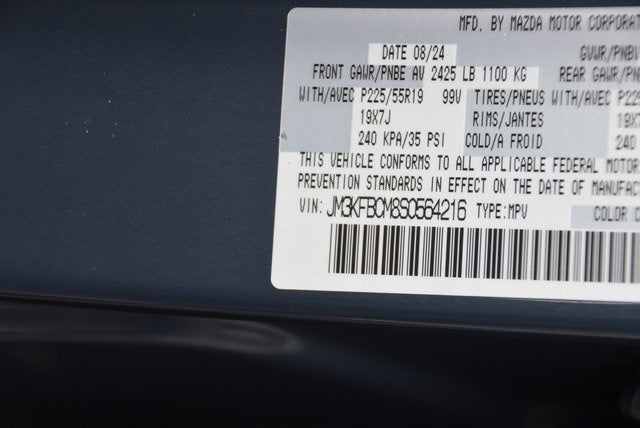 MFD. BY MAZDA MOTOR CORPORAT
DATE 08/24 GVWR/PNBV
FRONT GAWR/PNBE AV 2425 LB 1100 KG REAR GAWR/PN
WITH/AVEC P225/55R19 99V TIRES/PNEUS WITH/AVEC P225
19X7J RIMS/JANTES 19X7
240 KPA/35 PSI COLD/A FROID 240
THIS VEHICLE CONFORMS TO ALL APPLICABLE FEDERAL MOTOR
PREVENTION STANDARDS IN EFFECT ON THE DATE OF MANUFAC
VIN: JM3KFBCM8S0564216 TYPE:MPV COLOR C